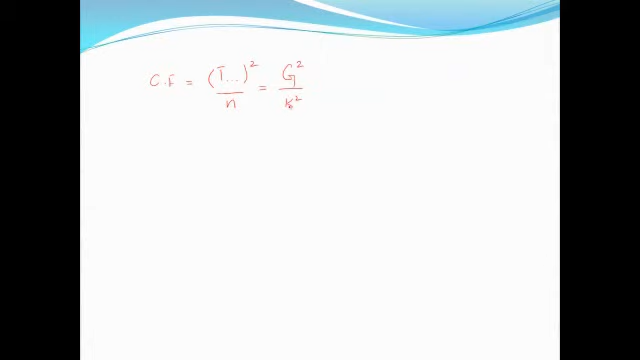 C.F = (T...)² / n = G² / k²